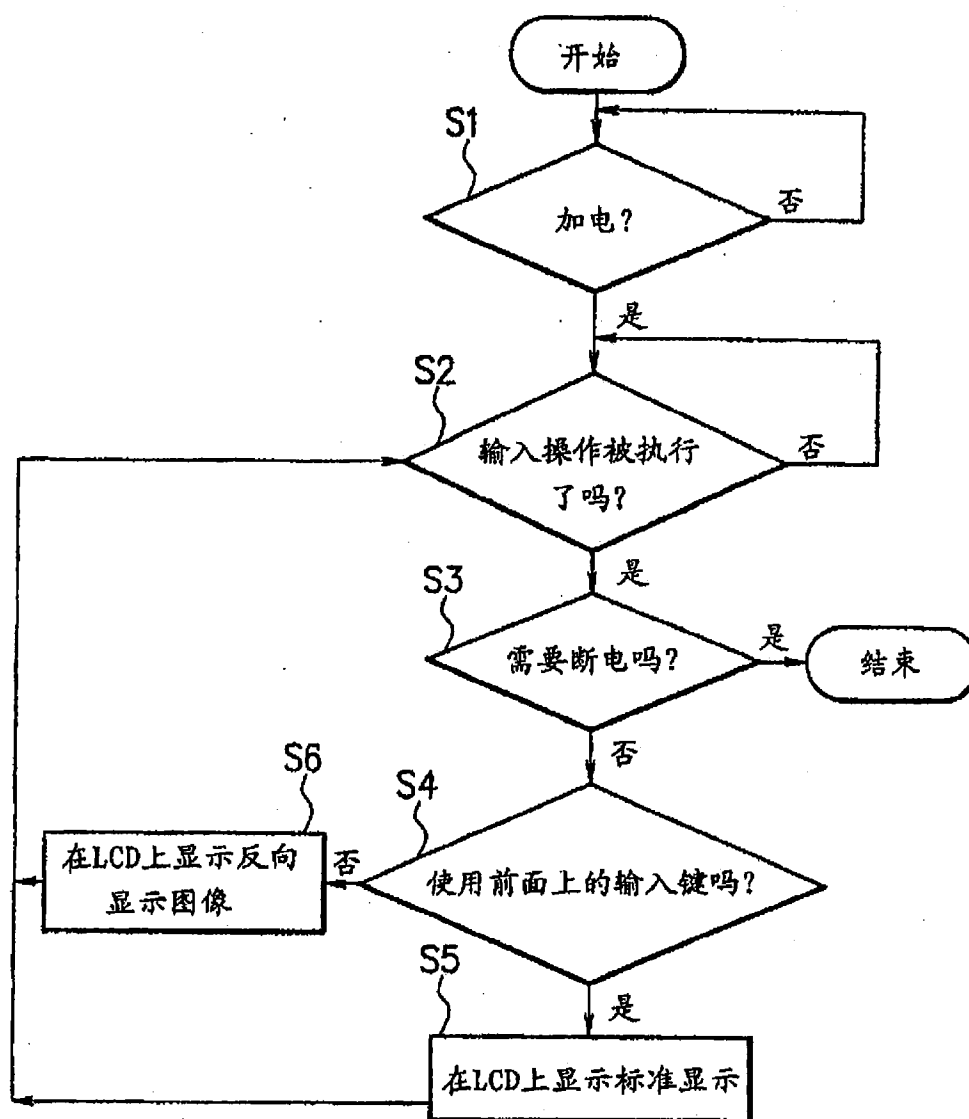 开始
S1
加电?
否
是
S2
输入操作被执行
了吗?
否
是
S3
需要断电吗?
是
结束
否
S6
在LCD上显示反向
显示图像
S4
否
使用前面上的输入键吗?
S5
是
在LCD上显示标准显示